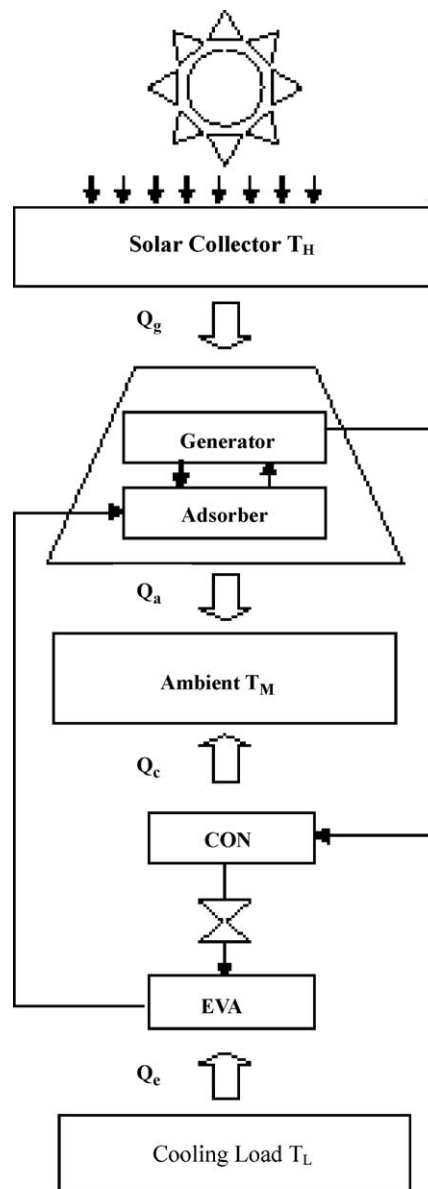 Solar Collector T_H
Q_g
Generator
Adsorber
Q_a
Ambient T_M
Q_c
CON
EVA
Q_e
Cooling Load T_L